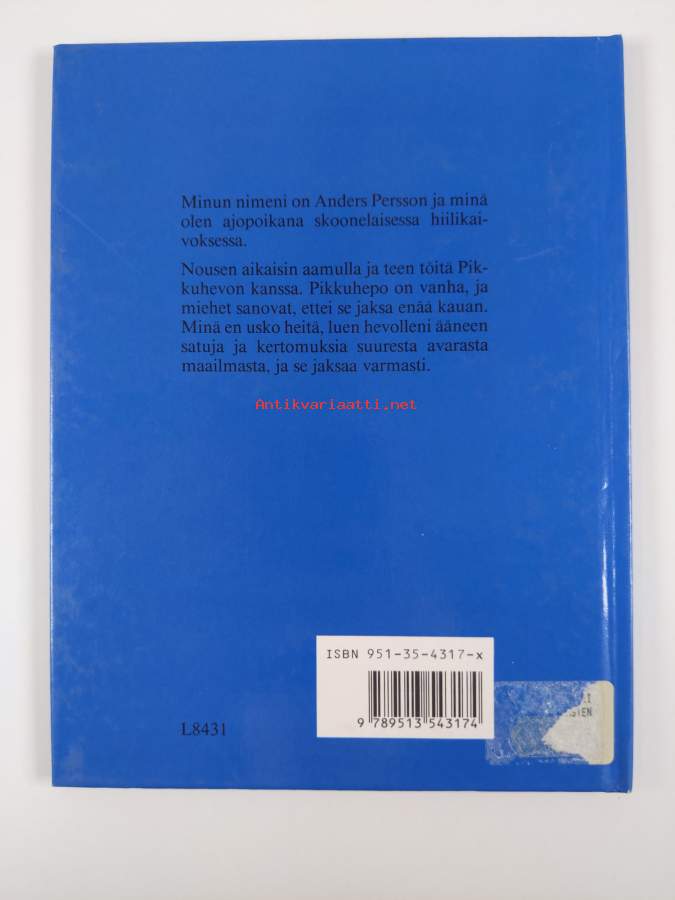 Minun nimeni on Anders Persson ja minä
olen ajopoikana skoonelaisessa hiilikai-
voksessa.
Nousen aikaisin aamulla ja teen töitä Pik-
kuhevon kanssa. Pikkuhepo on vanha, ja
miehet sanovat, ettei se jaksa enää kauan.
Minä en usko heitä, luen hevolleni ääneen
satuja ja kertomuksia suuresta avarasta
maailmasta, ja se jaksaa varmasti.
Antikvariaatti.net
ISBN 951-35-4317-x
9 789513 543174
L8431